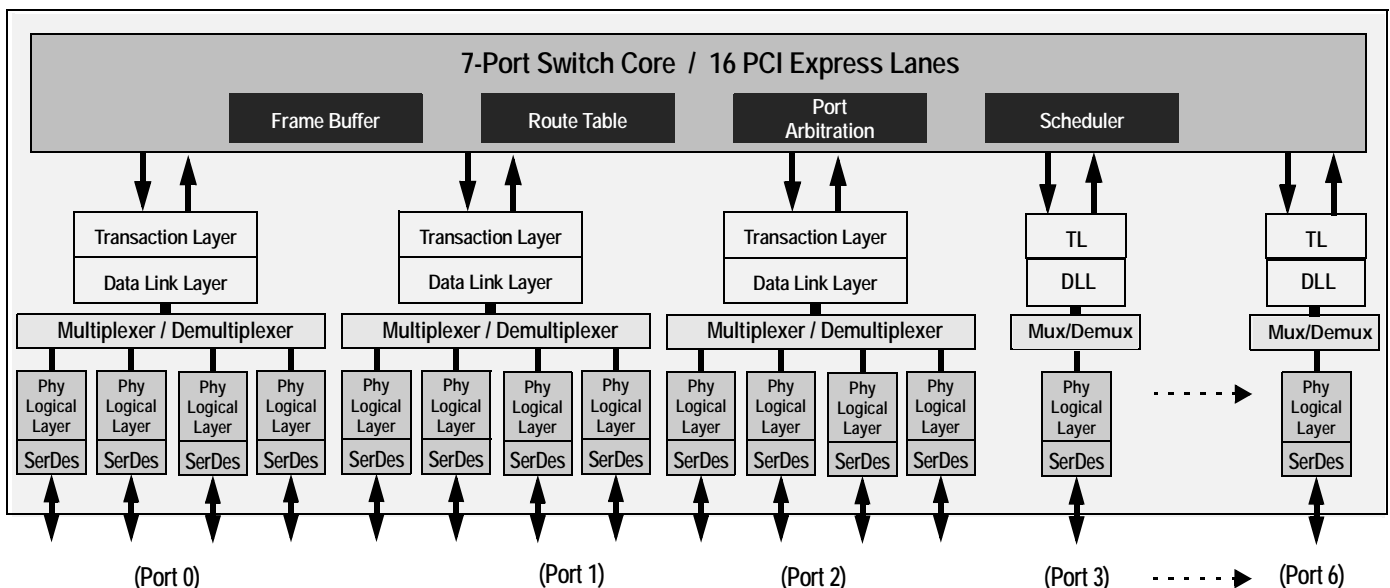 7-Port Switch Core / 16 PCI Express Lanes
Frame Buffer
Route Table
Port
Arbitration
Scheduler
Transaction Layer
Data Link Layer
Multiplexer / Demultiplexer
Transaction Layer
Data Link Layer
Multiplexer / Demultiplexer
Transaction Layer
Data Link Layer
Multiplexer / Demultiplexer
TL
DLL
Mux/Demux
TL
DLL
Mux/Demux
Phy
Logical
Layer
SerDes
Phy
Logical
Layer
SerDes
Phy
Logical
Layer
SerDes
Phy
Logical
Layer
SerDes
Phy
Logical
Layer
SerDes
Phy
Logical
Layer
SerDes
Phy
Logical
Layer
SerDes
Phy
Logical
Layer
SerDes
Phy
Logical
Layer
SerDes
Phy
Logical
Layer
SerDes
Phy
Logical
Layer
SerDes
Phy
Logical
Layer
SerDes
Phy
Logical
Layer
SerDes
Phy
Logical
Layer
SerDes
(Port 0)
(Port 1)
(Port 2)
(Port 3)
(Port 6)